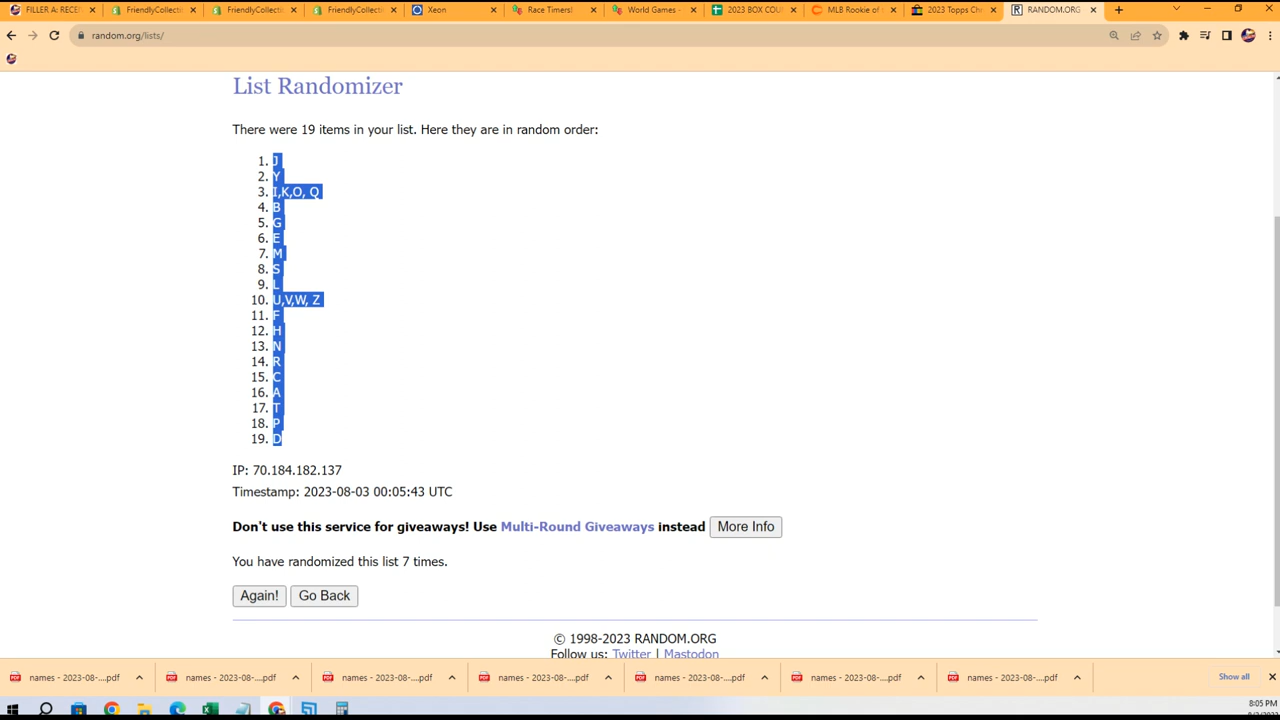 FILLER A: RECE
FriendlyCollecti
FriendlyCollecti
FriendlyCollecti
Xeon
Race Timers!
World Games -
2023 BOX COU
MLB Rookie of
2023 Topps Ch
RANDOM.ORG
random.org/lists/
List Randomizer
There were 19 items in your list. Here they are in random order:
1. J
2. Y
3. I,K,O, Q
4. B
5. G
6. E
7. M
8. S
9. L
10. U,V,W, Z
11. F
12. H
13. N
14. R
15. C
16. A
17. T
18. P
19. D
IP: 70.184.182.137
Timestamp: 2023-08-03 00:05:43 UTC
Don't use this service for giveaways! Use Multi-Round Giveaways instead More Info
You have randomized this list 7 times.
Again! Go Back
© 1998-2023 RANDOM.ORG
Follow us: Twitter | Mastodon
names - 2023-08-....pdf
names - 2023-08-....pdf
names - 2023-08-....pdf
names - 2023-08-....pdf
names - 2023-08-....pdf
names - 2023-08-....pdf
names - 2023-08-....pdf
Show all
8:05 PM